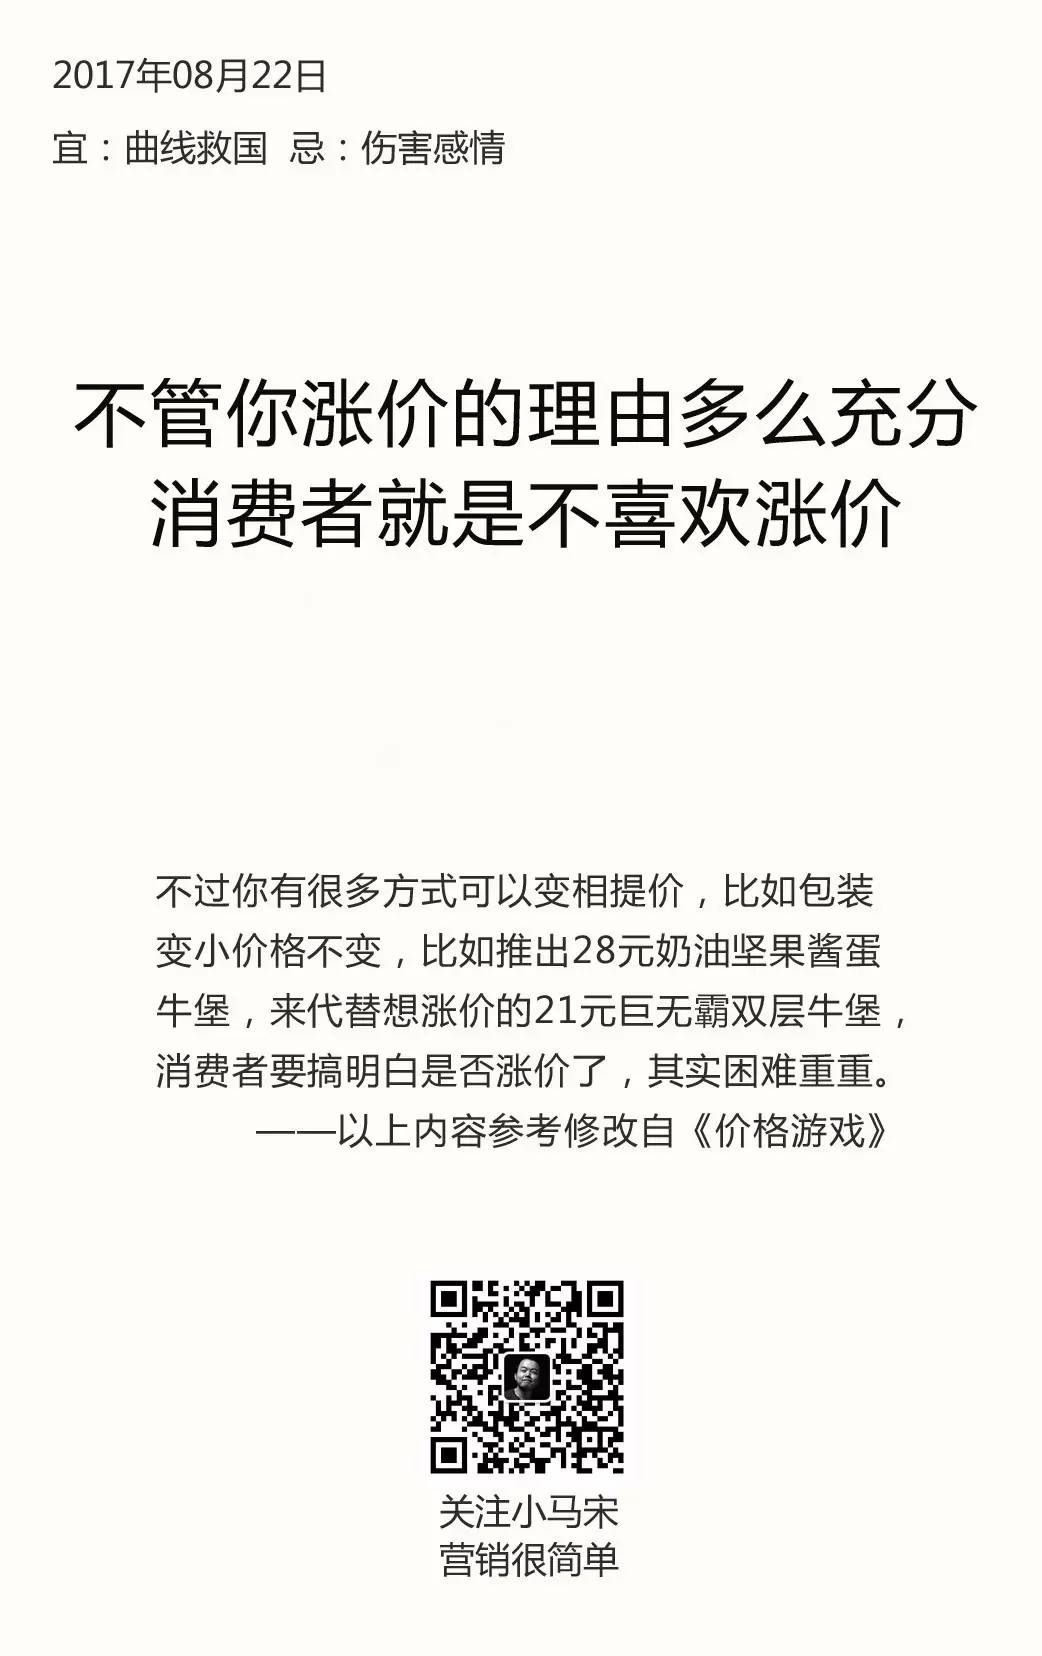 2017年08月22日
宜：曲线救国 忌：伤害感情
不管你涨价的理由多么充分
消费者就是不喜欢涨价
不过你有很多方式可以变相提价，比如包装
变小价格不变，比如推出28元奶油坚果酱蛋
牛堡，来代替想涨价的21元巨无霸双层牛堡，
消费者要搞明白是否涨价了，其实困难重重。
——以上内容参考修改自《价格游戏》
关注小马宋
营销很简单